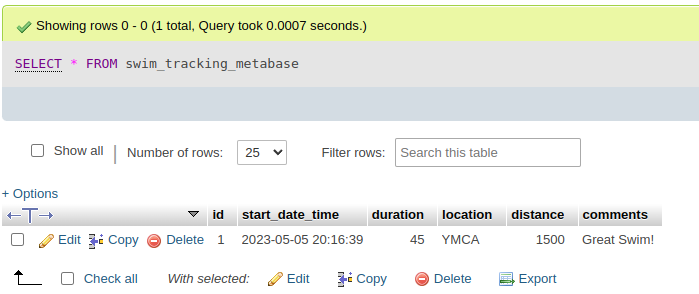 Showing rows 0 - 0 (1 total, Query took 0.0007 seconds.)
SELECT * FROM swim_tracking_metabase
Show all | Number of rows: 25 Filter rows: Search this table
+ Options
←T→ id start_date_time duration location distance comments
Edit Copy Delete 1 2023-05-05 20:16:39 45 YMCA 1500 Great Swim!
Check all With selected: Edit Copy Delete Export